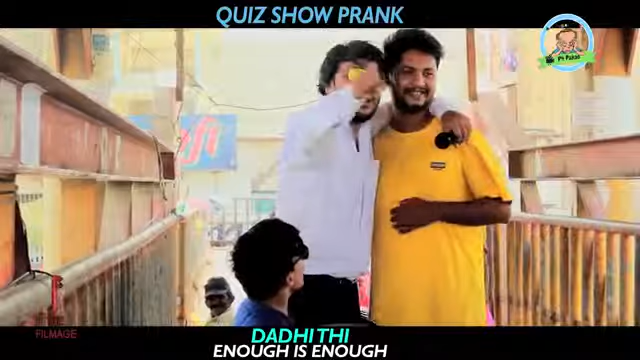 QUIZ SHOW PRANK
FILMAGE
DADHI THI
ENOUGH IS ENOUGH